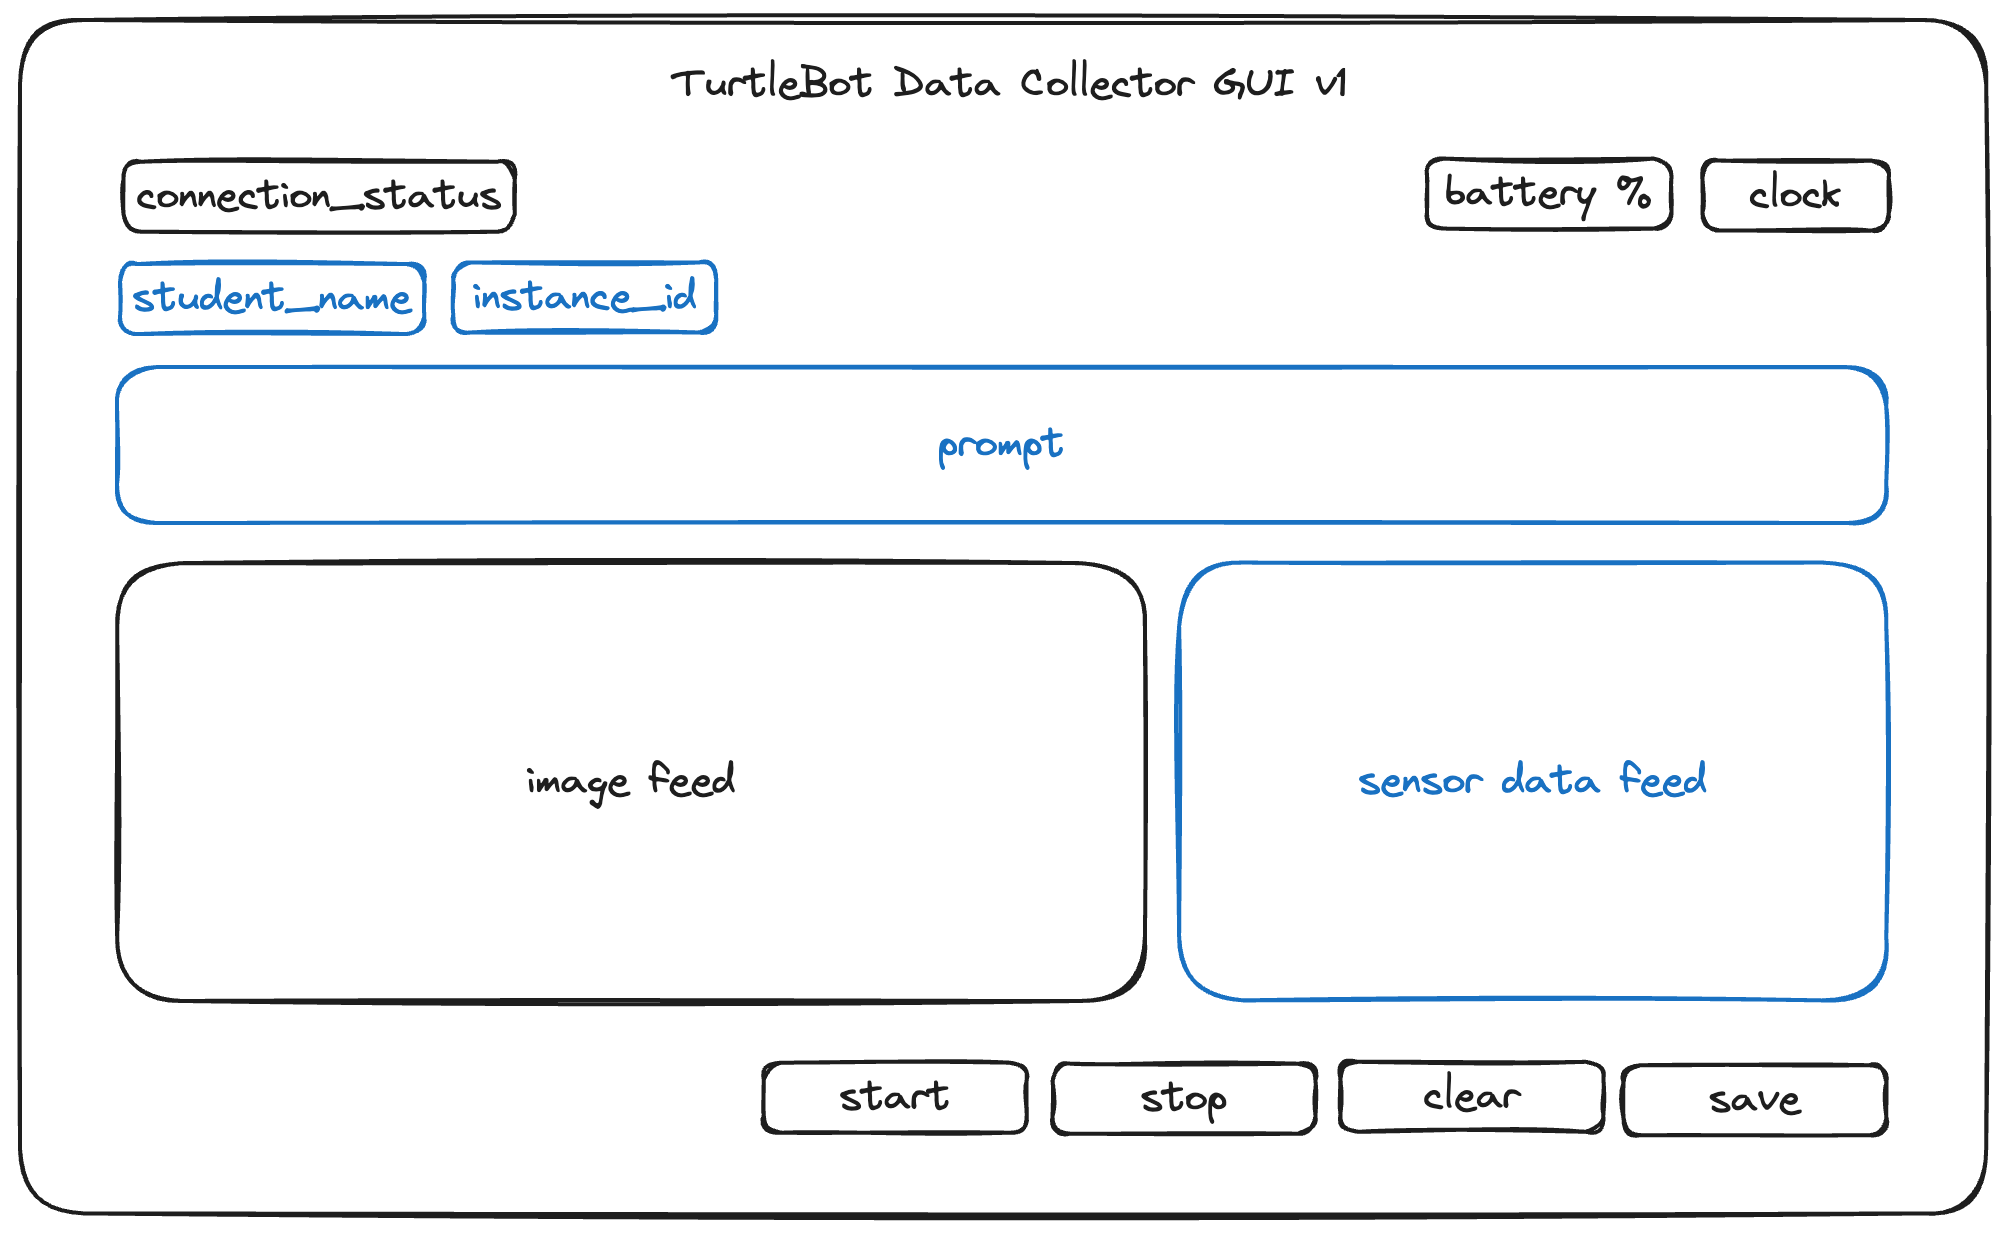 TurtleBot Data Collector GUI v1
connection_status
battery %
clock
student_name
instance_id
prompt
image feed
sensor data feed
start
stop
clear
save